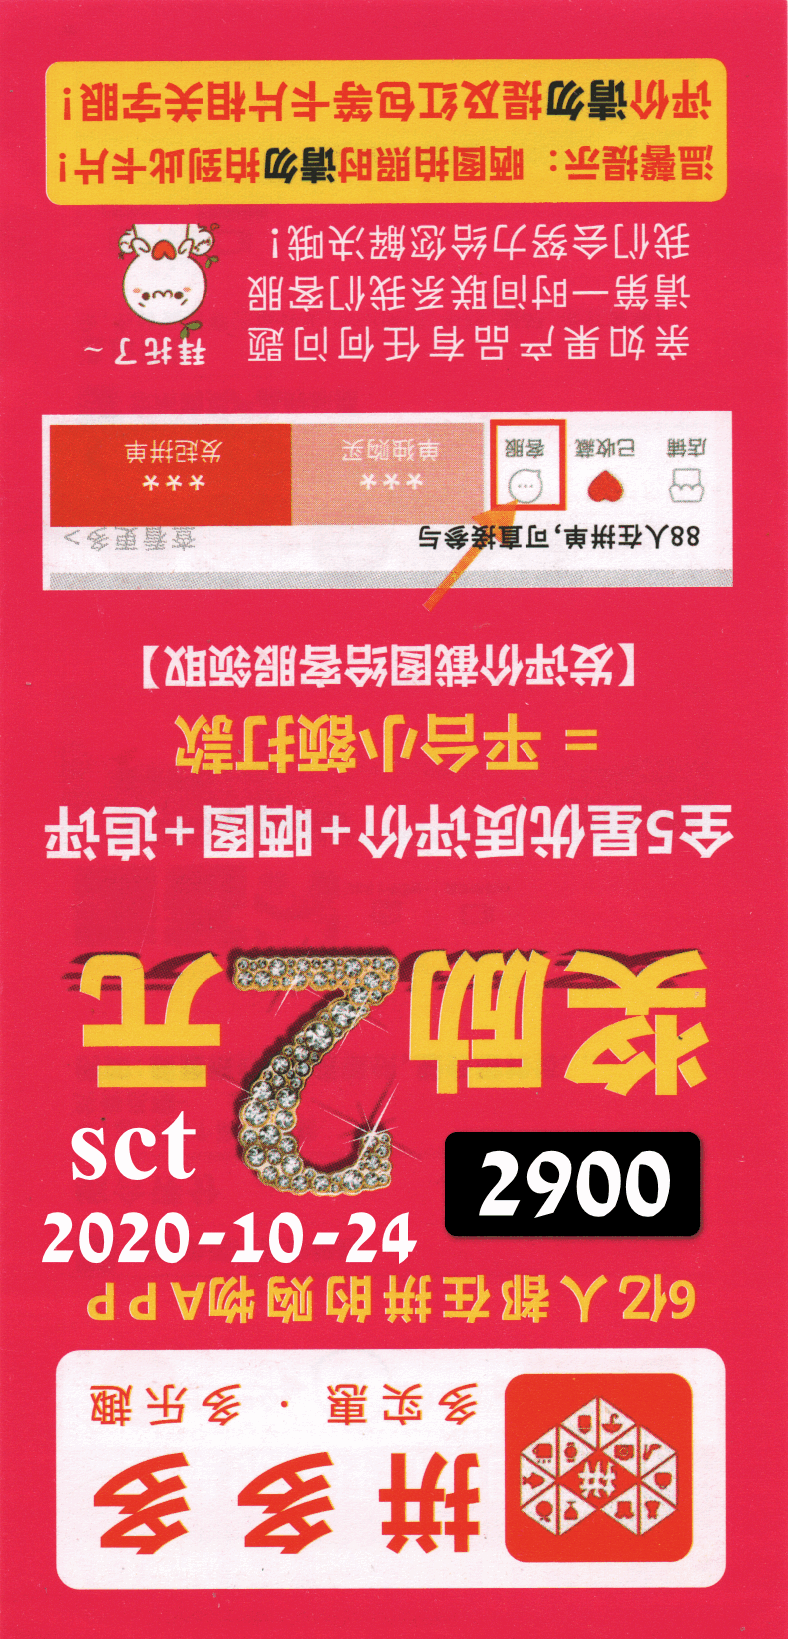 拼多多
多实惠 · 多乐趣
6亿人都在拼的购物APP
2020-10-24
sct
2900
奖励2元
全5星优质评价+晒图+追评
= 平台小额打款
【发评价截图给客服领取】
88人在拼单,可直接参与 查看更多>
*** ***
店铺 已收藏 客服 单独购买 发起拼单
亲如果产品有任何问题
请第一时间联系我们客服
我们会努力给您解决哦!
拜托了~
温馨提示: 晒图拍照时请勿拍到此卡片!
评价请勿提及红包等卡片相关字眼!